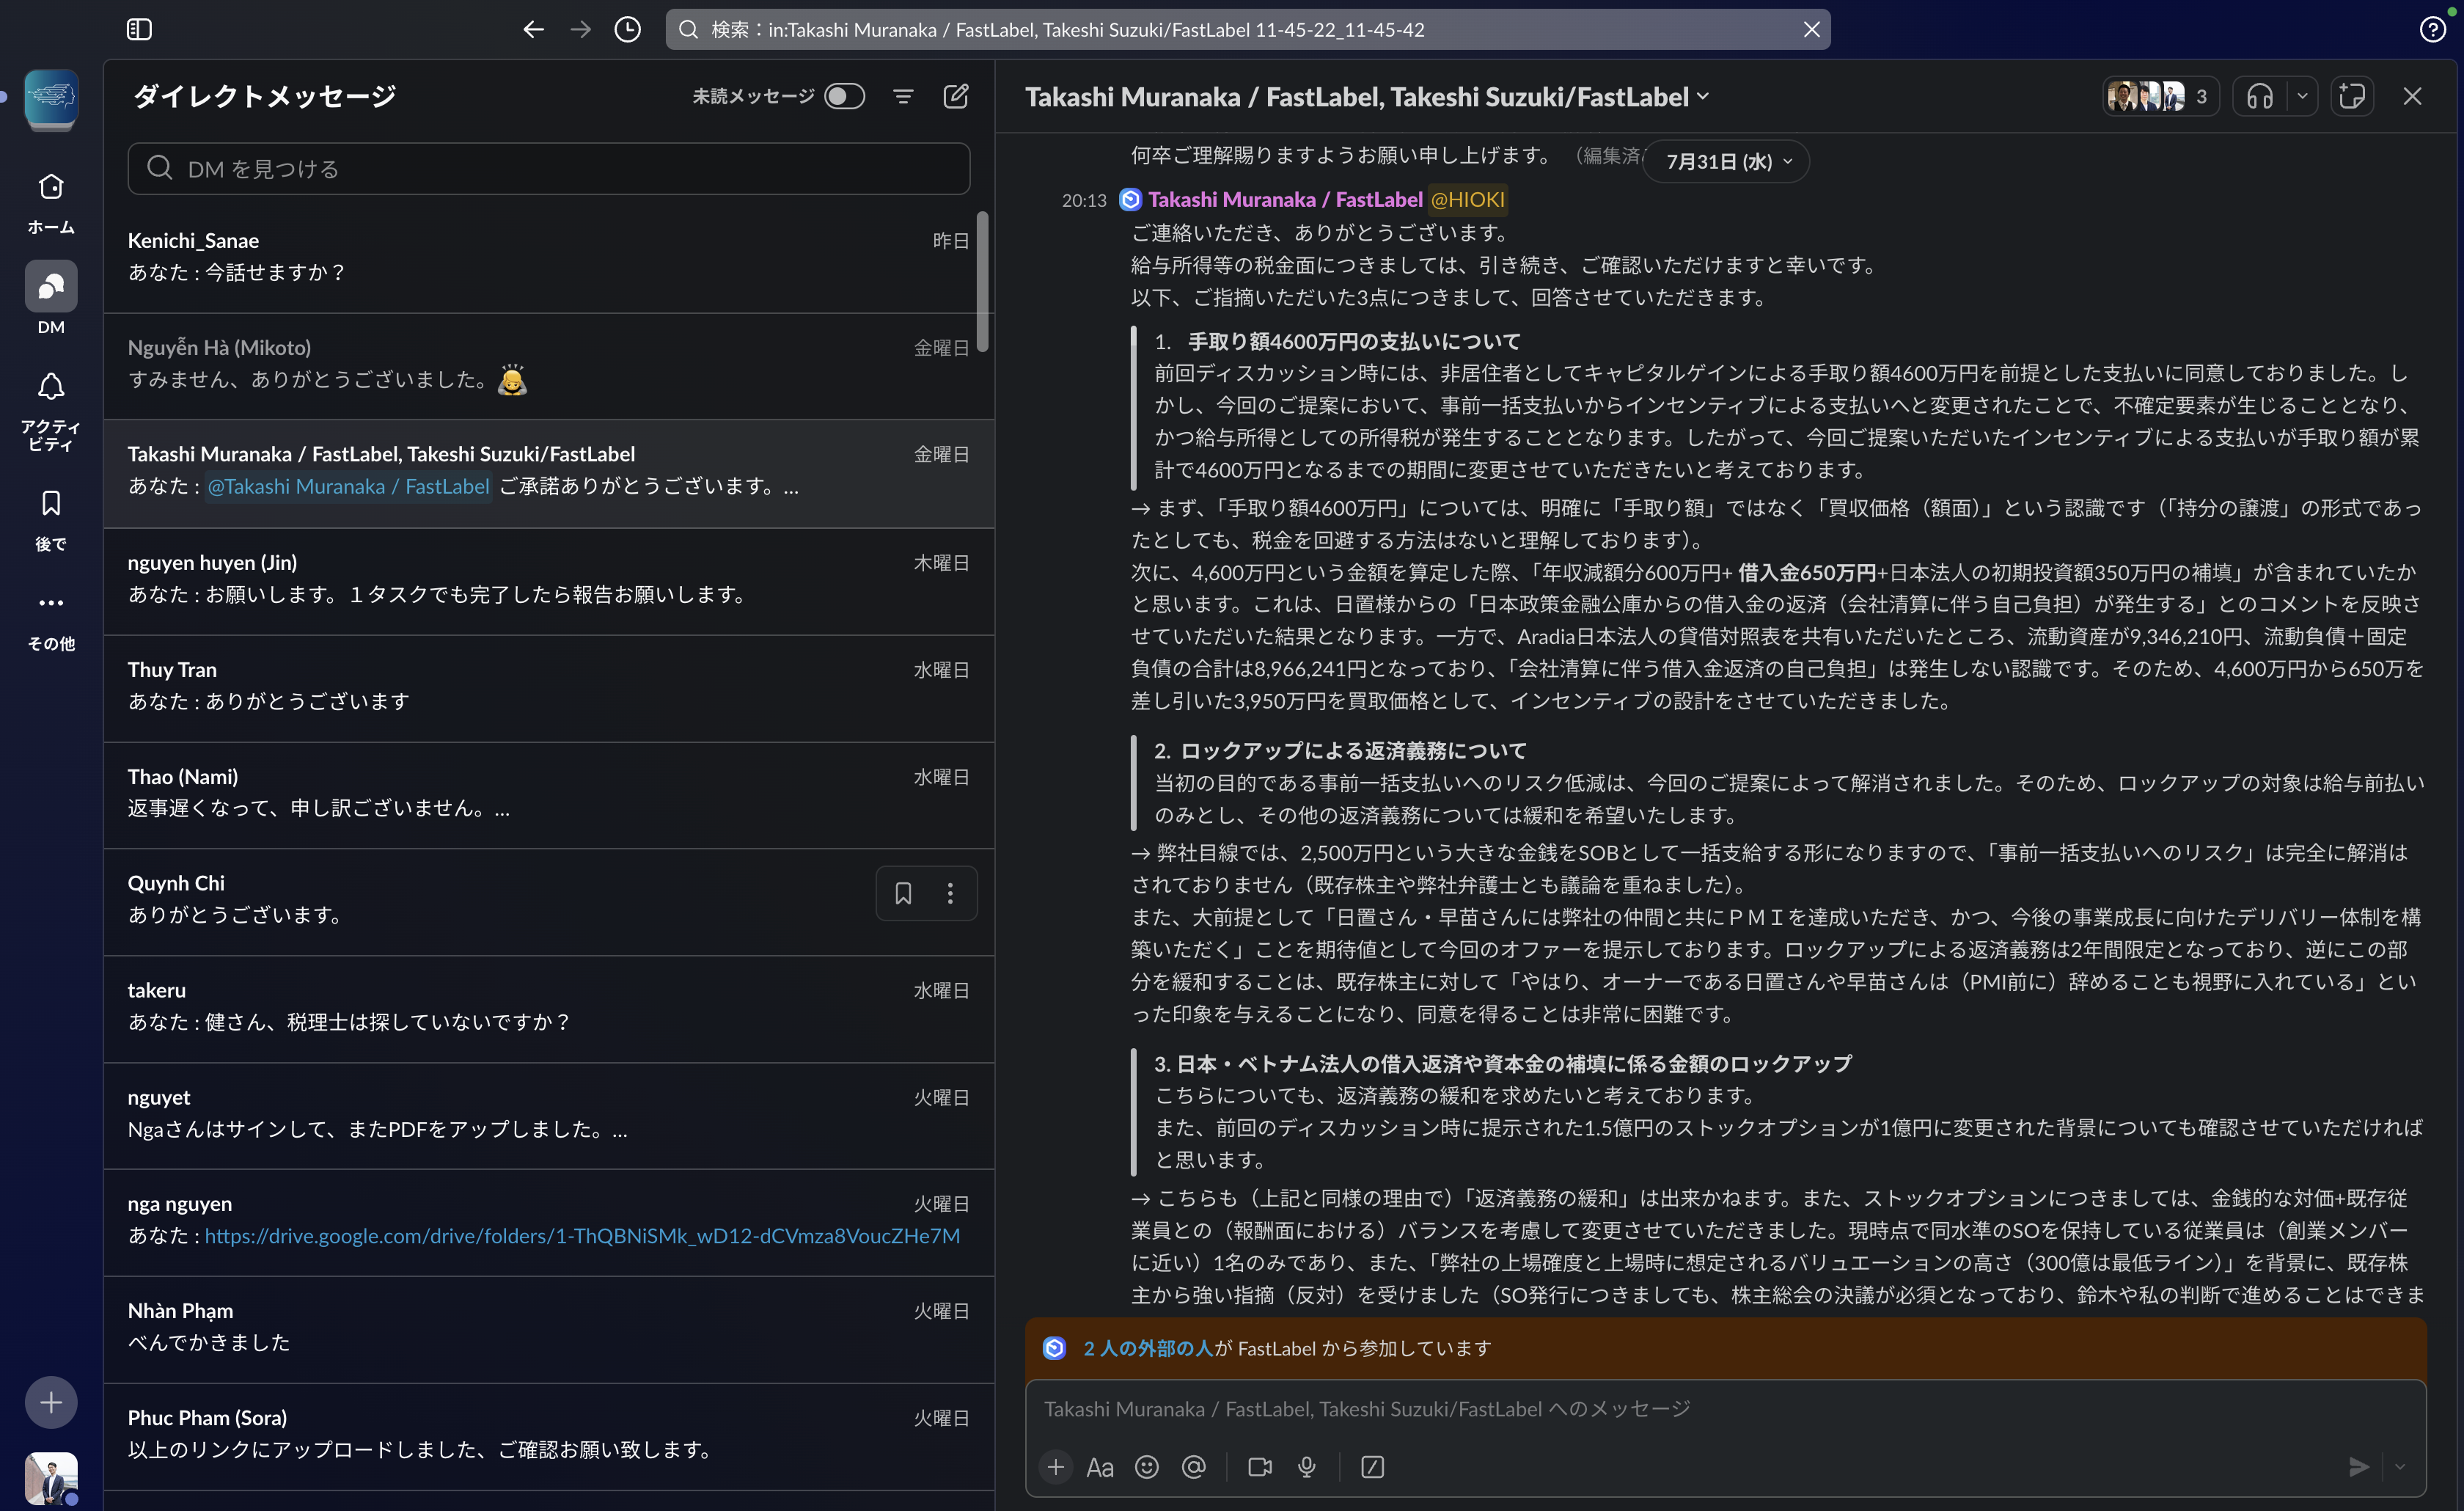 検索：in:Takashi Muranaka / FastLabel, Takeshi Suzuki/FastLabel 11-45-22_11-45-42
ホーム
DM
アクティ
ビティ
後で
その他
ダイレクトメッセージ
未読メッセージ
DM を見つける
Kenichi_Sanae 昨日
あなた : 今話せますか？
Nguyễn Hà (Mikoto) 金曜日
すみません、ありがとうございました。
Takashi Muranaka / FastLabel, Takeshi Suzuki/FastLabel 金曜日
あなた : @Takashi Muranaka / FastLabel ご承諾ありがとうございます。...
nguyen huyen (Jin) 木曜日
あなた : お願いします。１タスクでも完了したら報告お願いします。
Thuy Tran 水曜日
あなた : ありがとうございます
Thao (Nami) 水曜日
返事遅くなって、申し訳ございません。...
Quynh Chi
ありがとうございます。
takeru 水曜日
あなた : 健さん、税理士は探していないですか？
nguyet 火曜日
Ngaさんはサインして、またPDFをアップしました。...
nga nguyen 火曜日
あなた : https://drive.google.com/drive/folders/1-ThQBNiSMk_wD12-dCVmza8VoucZHe7M
Nhàn Phạm 火曜日
べんでかきました
Phuc Pham (Sora) 火曜日
以上のリンクにアップロードしました、ご確認お願い致します。
Takashi Muranaka / FastLabel, Takeshi Suzuki/FastLabel
3
何卒ご理解賜りますようお願い申し上げます。 （編集済
7月31日 (水)
20:13 Takashi Muranaka / FastLabel @HIOKI
ご連絡いただき、ありがとうございます。
給与所得等の税金面につきましては、引き続き、ご確認いただけますと幸いです。
以下、ご指摘いただいた3点につきまして、回答させていただきます。
1. 手取り額4600万円の支払いについて
前回ディスカッション時には、非居住者としてキャピタルゲインによる手取り額4600万円を前提とした支払いに同意しておりました。し
かし、今回のご提案において、事前一括支払いからインセンティブによる支払いへと変更されたことで、不確定要素が生じることとなり、
かつ給与所得としての所得税が発生することとなります。したがって、今回ご提案いただいたインセンティブによる支払いが手取り額が累
計で4600万円となるまでの期間に変更させていただきたいと考えております。
→ まず、「手取り額4600万円」については、明確に「手取り額」ではなく「買収価格（額面）」という認識です（「持分の譲渡」の形式であっ
たとしても、税金を回避する方法はないと理解しております）。
次に、4,600万円という金額を算定した際、「年収減額分600万円+ 借入金650万円+日本法人の初期投資額350万円の補填」が含まれていたか
と思います。これは、日置様からの「日本政策金融公庫からの借入金の返済（会社清算に伴う自己負担）が発生する」とのコメントを反映さ
せていただいた結果となります。一方で、Aradia日本法人の貸借対照表を共有いただいたところ、流動資産が9,346,210円、流動負債＋固定
負債の合計は8,966,241円となっており、「会社清算に伴う借入金返済の自己負担」は発生しない認識です。そのため、4,600万円から650万を
差し引いた3,950万円を買取価格として、インセンティブの設計をさせていただきました。
2. ロックアップによる返済義務について
当初の目的である事前一括支払いへのリスク低減は、今回のご提案によって解消されました。そのため、ロックアップの対象は給与前払い
のみとし、その他の返済義務については緩和を希望いたします。
→ 弊社目線では、2,500万円という大きな金銭をSOBとして一括支給する形になりますので、「事前一括支払いへのリスク」は完全に解消は
されておりません（既存株主や弊社弁護士とも議論を重ねました）。
また、大前提として「日置さん・早苗さんには弊社の仲間と共にＰＭＩを達成いただき、かつ、今後の事業成長に向けたデリバリー体制を構
築いただく」ことを期待値として今回のオファーを提示しております。ロックアップによる返済義務は2年間限定となっており、逆にこの部
分を緩和することは、既存株主に対して「やはり、オーナーである日置さんや早苗さんは（PMI前に）辞めることも視野に入れている」とい
った印象を与えることになり、同意を得ることは非常に困難です。
3. 日本・ベトナム法人の借入返済や資本金の補填に係る金額のロックアップ
こちらについても、返済義務の緩和を求めたいと考えております。
また、前回のディスカッション時に提示された1.5億円のストックオプションが1億円に変更された背景についても確認させていただければ
と思います。
→ こちらも（上記と同様の理由で）「返済義務の緩和」は出来かねます。また、ストックオプションにつきましては、金銭的な対価+既存従
業員との（報酬面における）バランスを考慮して変更させていただきました。現時点で同水準のSOを保持している従業員は（創業メンバー
に近い）1名のみであり、また、「弊社の上場確度と上場時に想定されるバリュエーションの高さ（300億は最低ライン）」を背景に、既存株
主から強い指摘（反対）を受けました（SO発行につきましても、株主総会の決議が必須となっており、鈴木や私の判断で進めることはできま
2 人の外部の人が FastLabel から参加しています
Takashi Muranaka / FastLabel, Takeshi Suzuki/FastLabel へのメッセージ
Aa